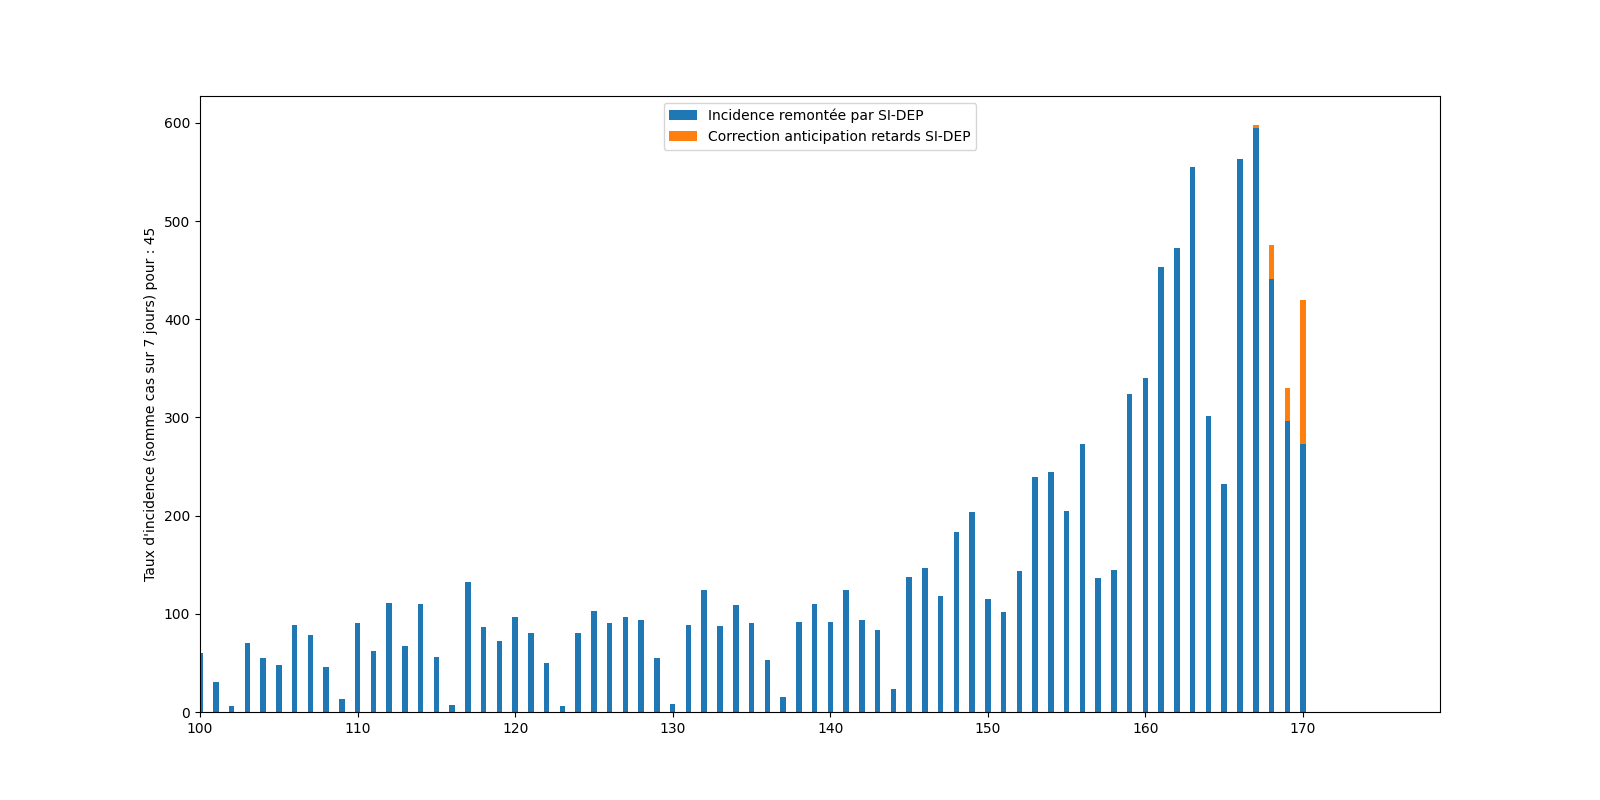 Incidence remontée par SI-DEP
Correction anticipation retards SI-DEP
Taux d'incidence (somme cas sur 7 jours) pour : 45
600
500
400
300
200
100
0
100 110 120 130 140 150 160 170